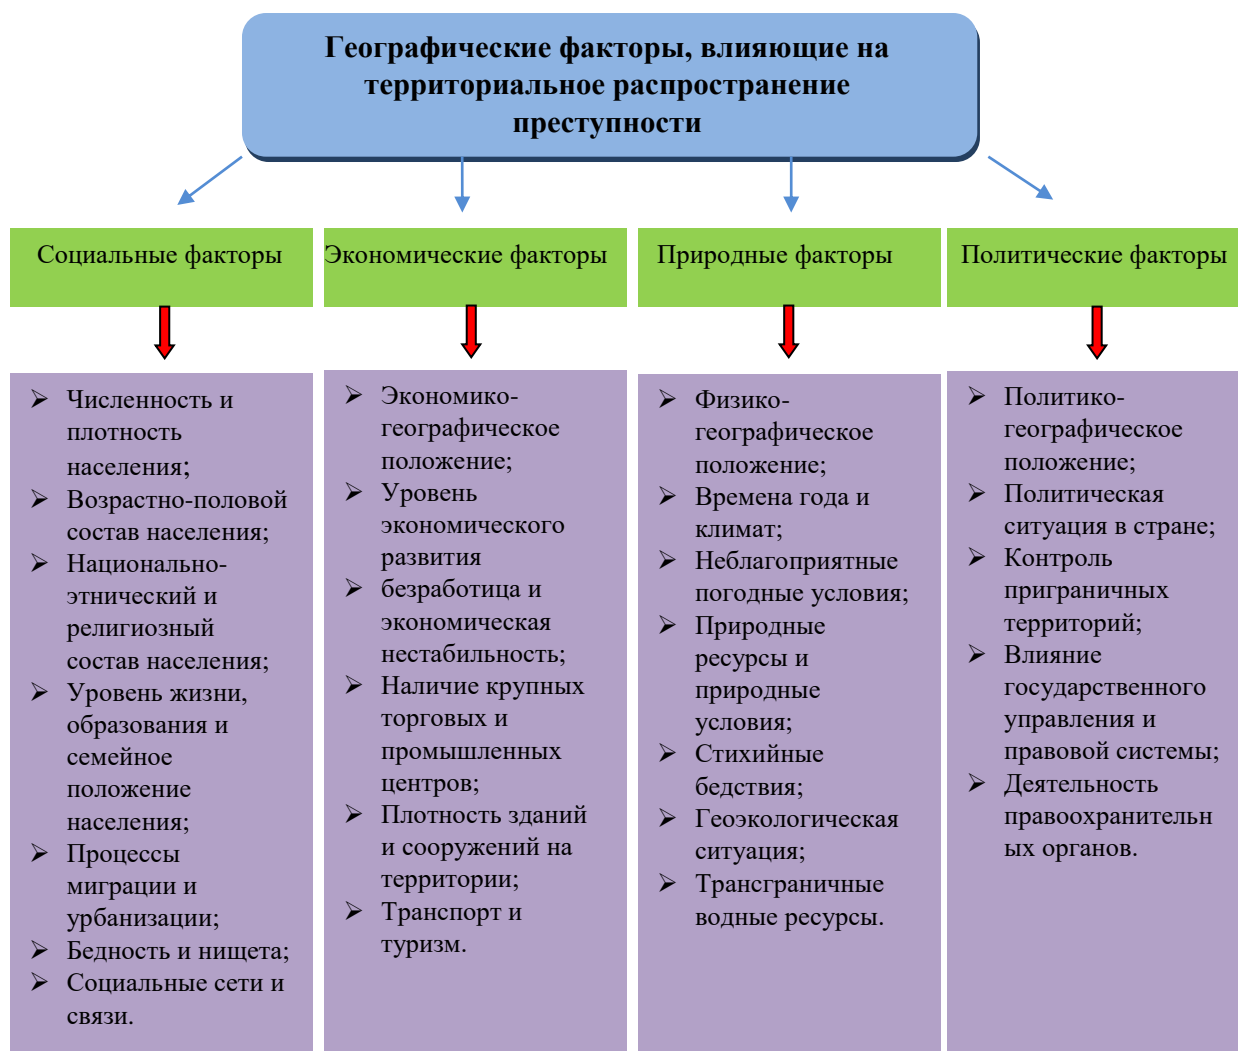 Географические факторы, влияющие на
территориальное распространение
преступности
Социальные факторы
Экономические факторы
Природные факторы
Политические факторы
Численность и
плотность
населения;
Возрастно-половой
состав населения;
Национально-
этнический и
религиозный
состав населения;
Уровень жизни,
образования и
семейное
положение
населения;
Процессы
миграции и
урбанизации;
Бедность и нищета;
Социальные сети и
связи.
Экономико-
географическое
положение;
Уровень
экономического
развития
безработица и
экономическая
нестабильность;
Наличие крупных
торговых и
промышленных
центров;
Плотность зданий
и сооружений на
территории;
Транспорт и
туризм.
Физико-
географическое
положение;
Времена года и
климат;
Неблагоприятные
погодные условия;
Природные
ресурсы и
природные
условия;
Стихийные
бедствия;
Геоэкологическая
ситуация;
Трансграничные
водные ресурсы.
Политико-
географическое
положение;
Политическая
ситуация в стране;
Контроль
приграничных
территорий;
Влияние
государственного
управления и
правовой системы;
Деятельность
правоохранительн
ых органов.